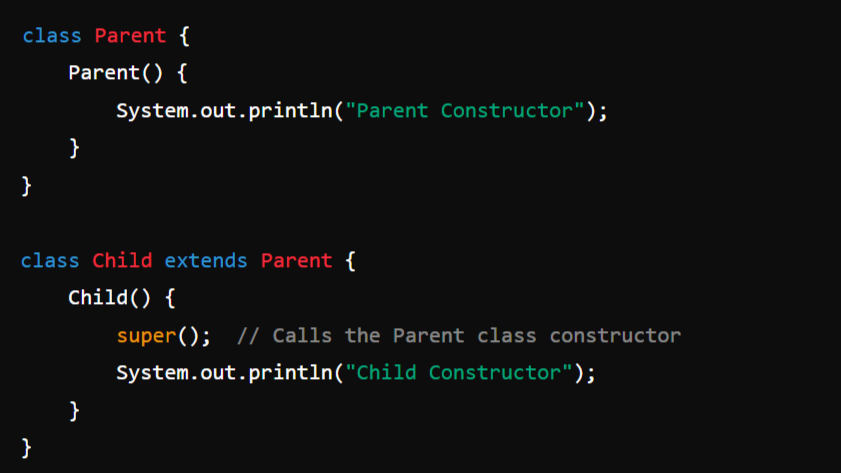 class Parent {
    Parent() {
        System.out.println("Parent Constructor");
    }
}

class Child extends Parent {
    Child() {
        super();  // Calls the Parent class constructor
        System.out.println("Child Constructor");
    }
}